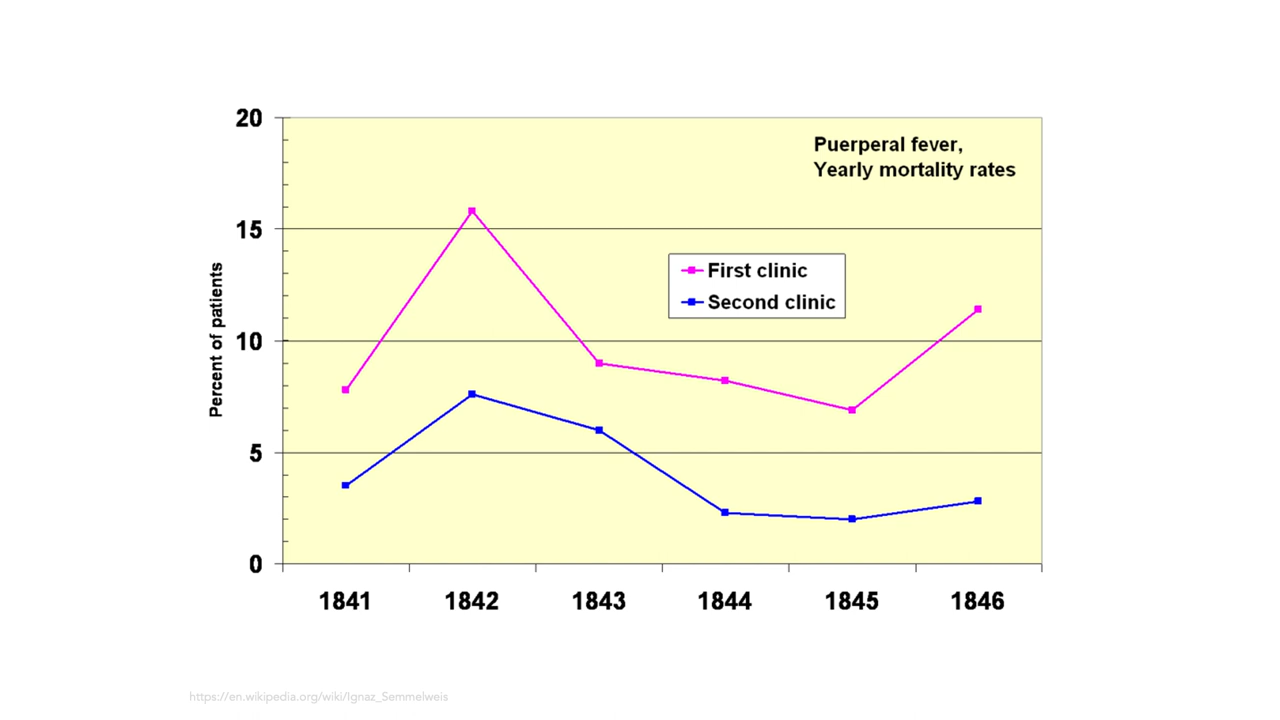 Puerperal fever,
Yearly mortality rates
First clinic
Second clinic
Percent of patients
20
15
10
5
0
1841 1842 1843 1844 1845 1846
https://en.wikipedia.org/wiki/Ignaz_Semmelweis